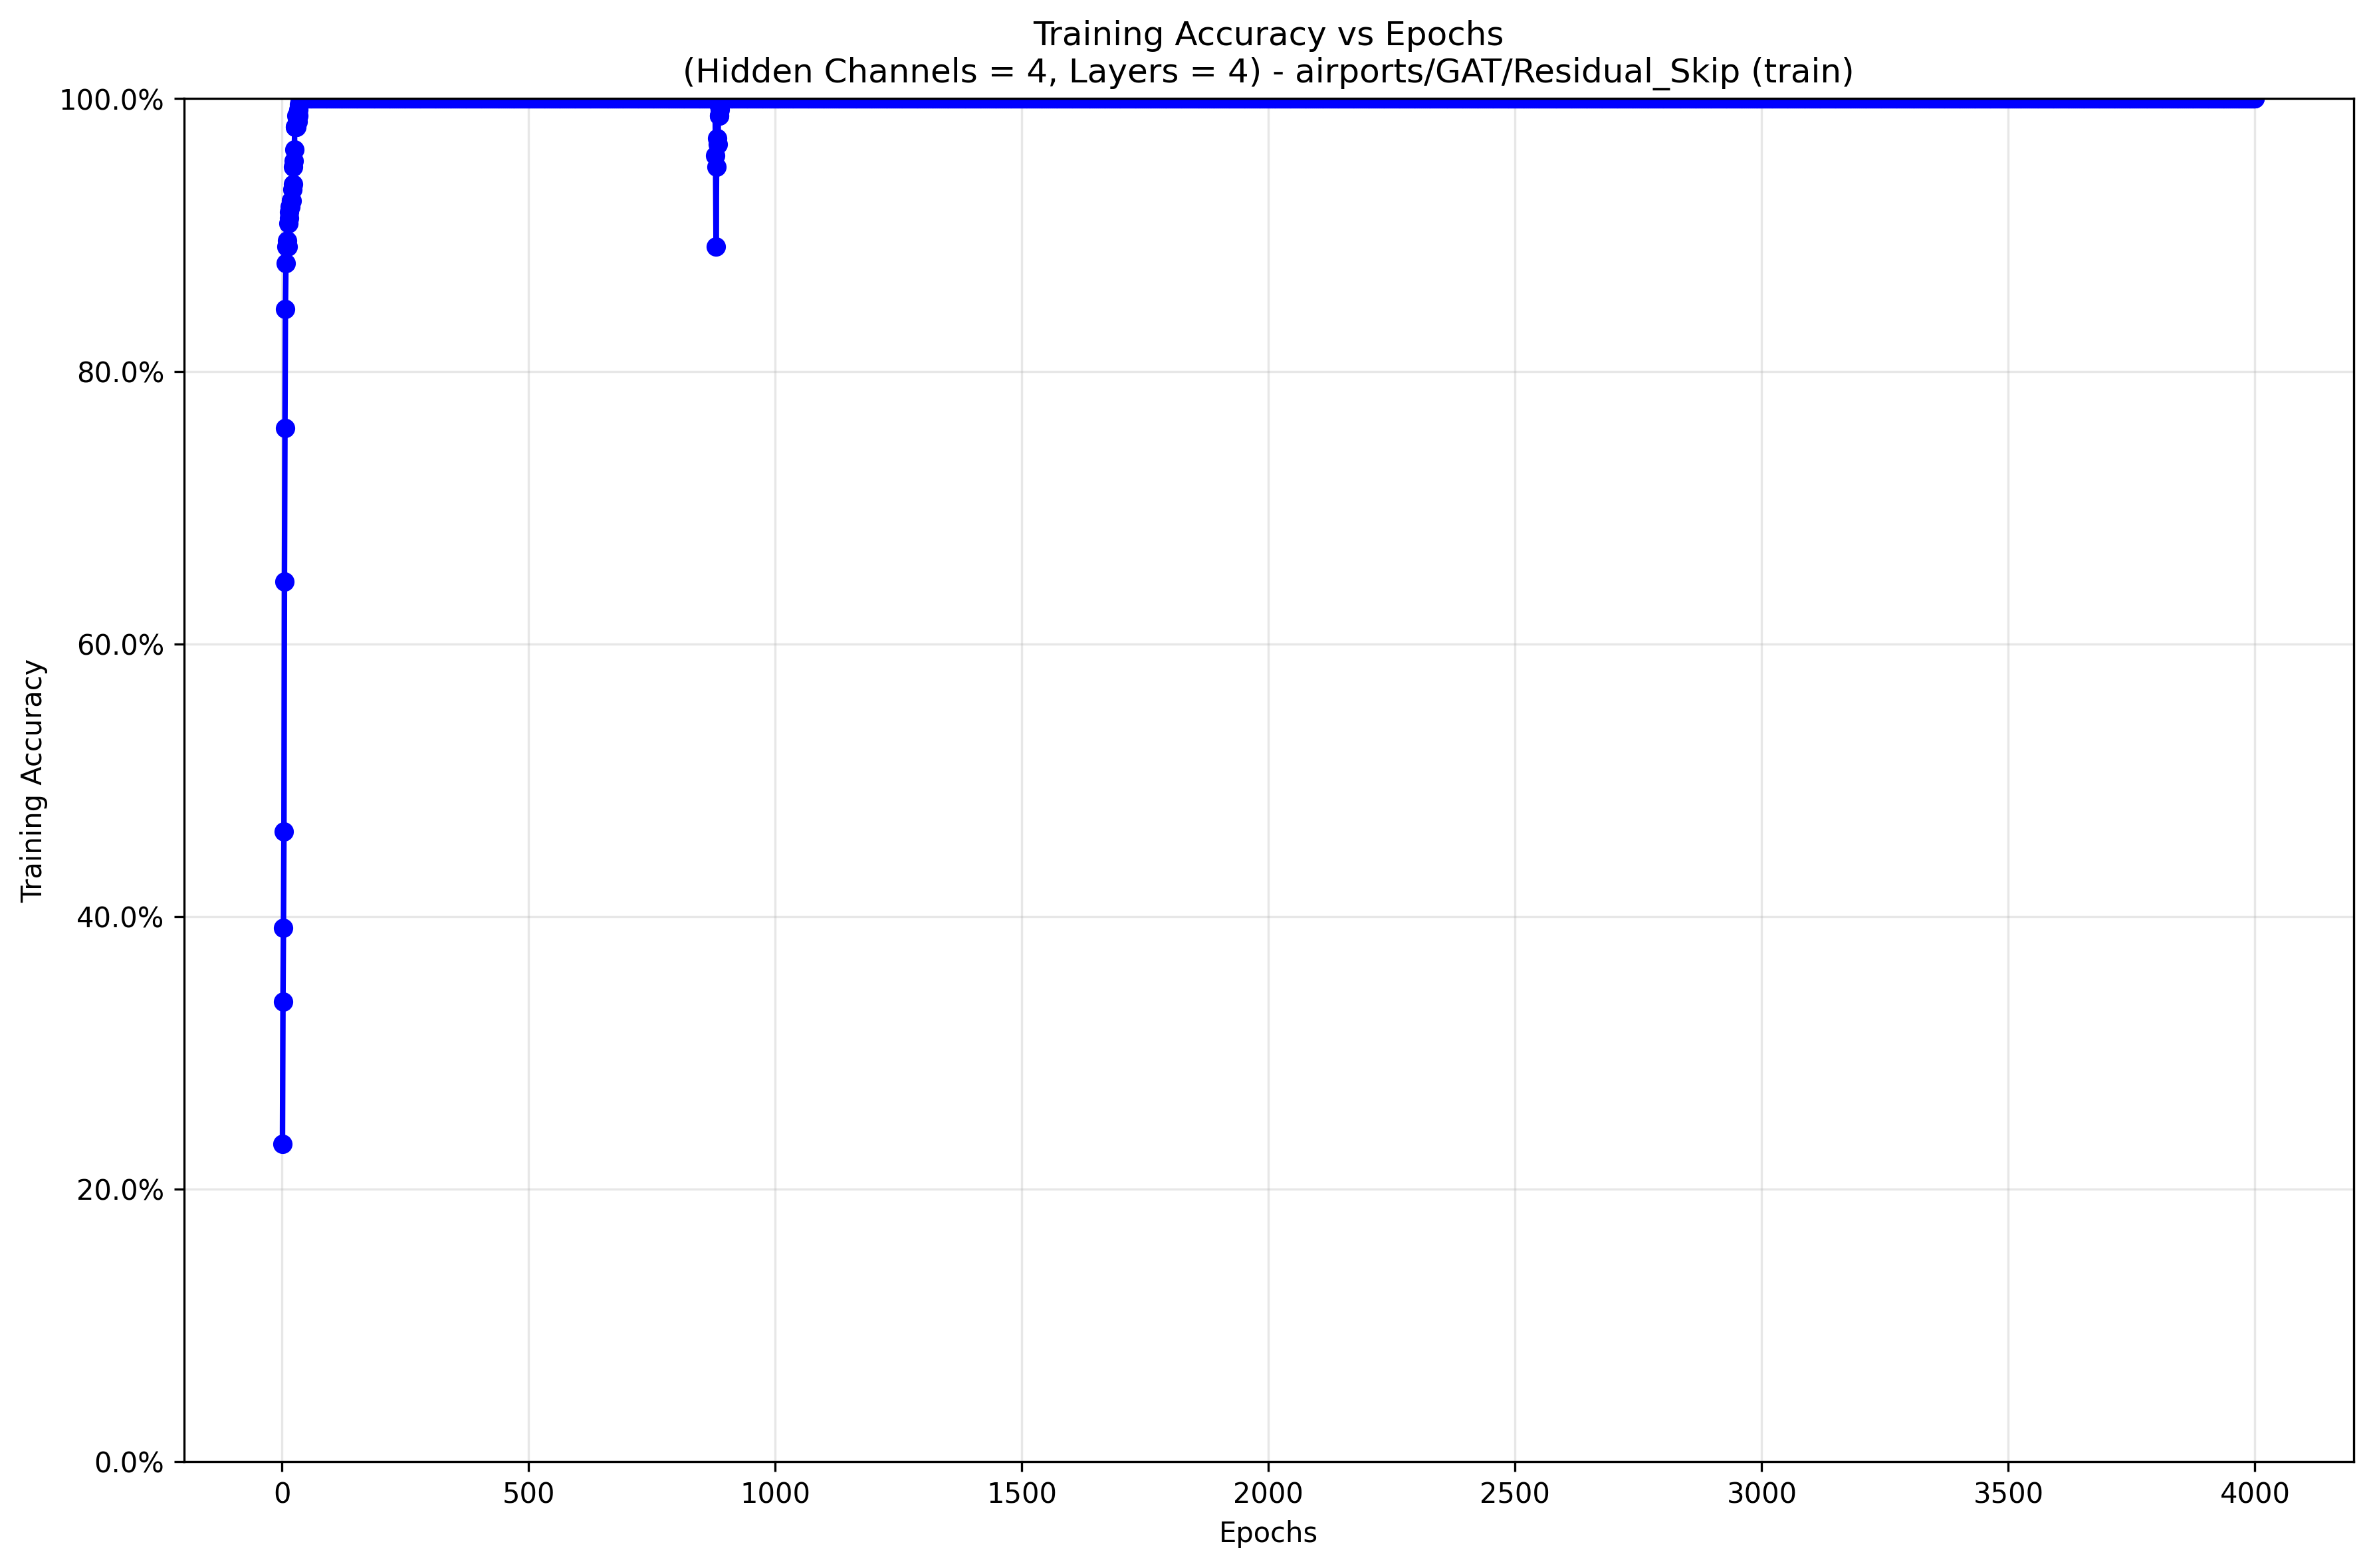 Training Accuracy vs Epochs
(Hidden Channels = 4, Layers = 4) - airports/GAT/Residual_Skip (train)
100.0%
80.0%
60.0%
40.0%
20.0%
0.0%
Training Accuracy
0 500 1000 1500 2000 2500 3000 3500 4000
Epochs